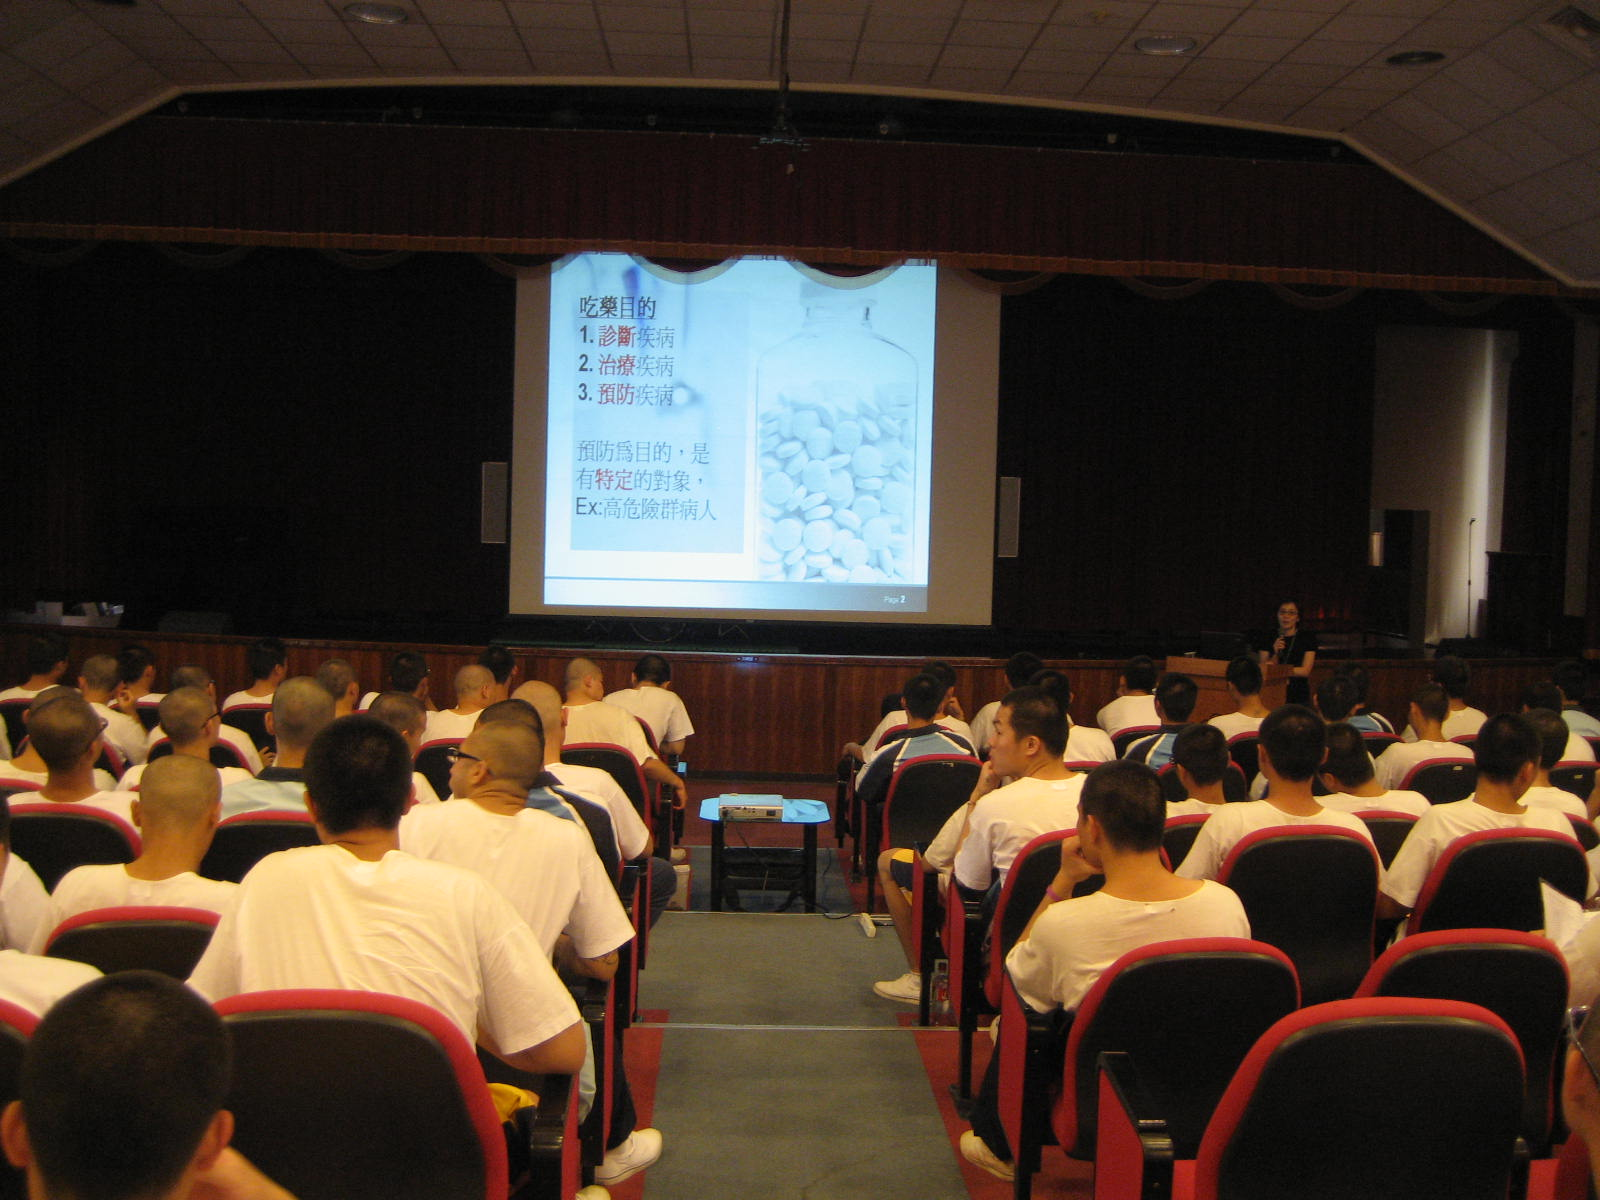 吃藥目的
1. 診斷疾病
2. 治療疾病
3. 預防疾病
預防為目的，是
有特定的對象，
Ex:高危險群病人
Page 2